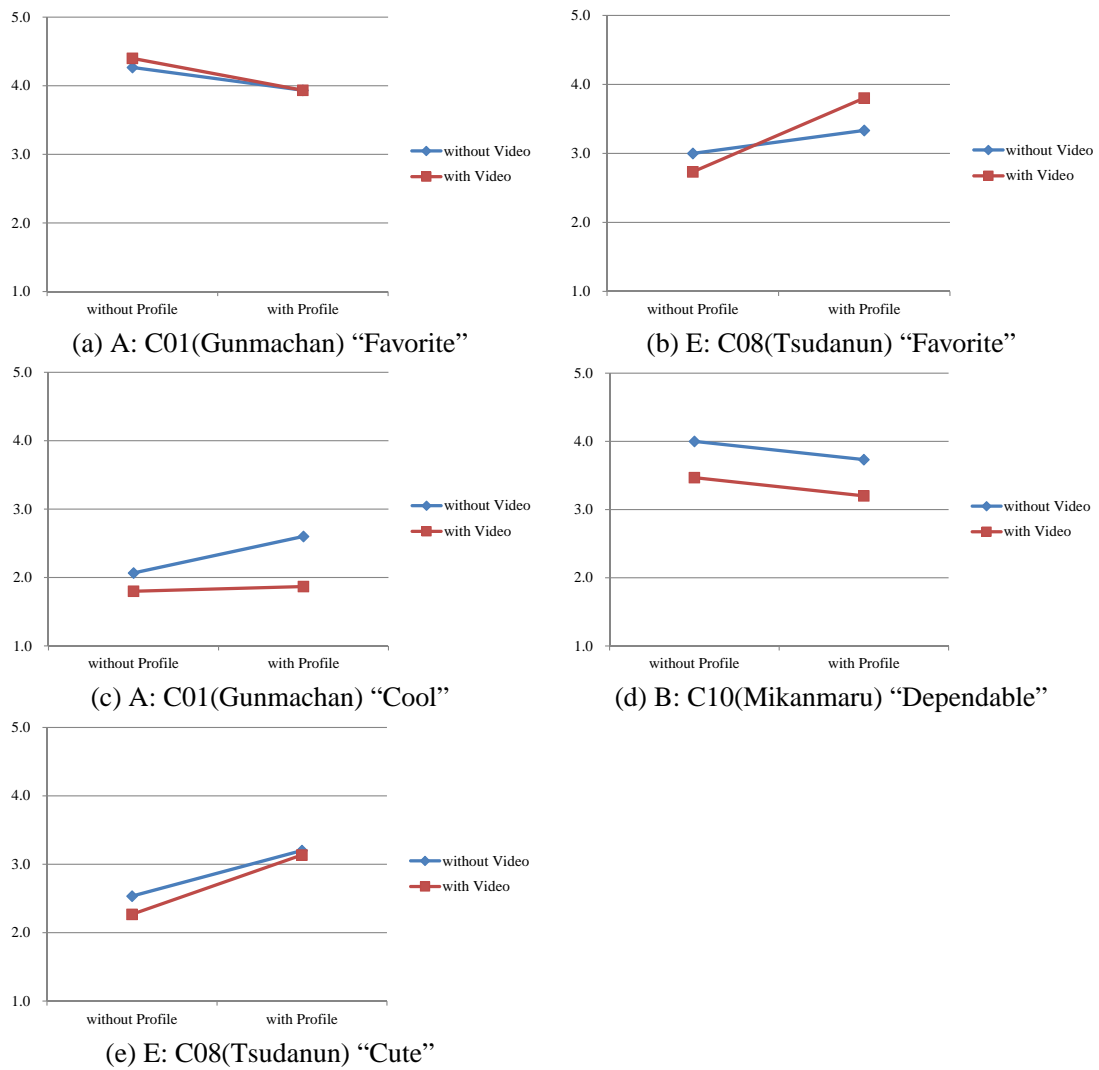 5.0
4.0
3.0
2.0
1.0
without Profile
with Profile
without Video
with Video
(a) A: C01(Gunmachan) “Favorite”
5.0
4.0
3.0
2.0
1.0
without Profile
with Profile
without Video
with Video
(b) E: C08(Tsudanun) “Favorite”
5.0
4.0
3.0
2.0
1.0
without Profile
with Profile
without Video
with Video
(c) A: C01(Gunmachan) “Cool”
5.0
4.0
3.0
2.0
1.0
without Profile
with Profile
without Video
with Video
(d) B: C10(Mikanmaru) “Dependable”
5.0
4.0
3.0
2.0
1.0
without Profile
with Profile
without Video
with Video
(e) E: C08(Tsudanun) “Cute”